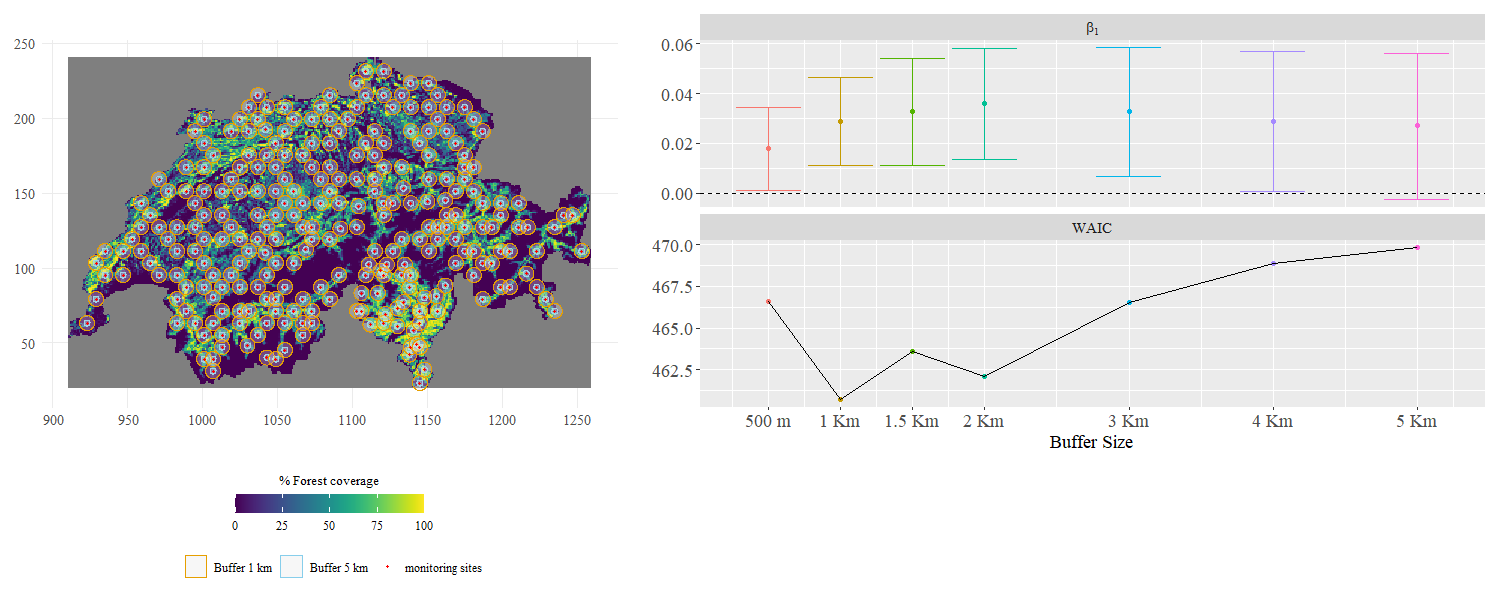 250
200
150
100
50
900 950 1000 1050 1100 1150 1200 1250
% Forest coverage
0 25 50 75 100
Buffer 1 km Buffer 5 km monitoring sites
β1
0.06
0.04
0.02
0.00
WAIC
470.0
467.5
465.0
462.5
500 m 1 Km 1.5 Km 2 Km 3 Km 4 Km 5 Km
Buffer Size